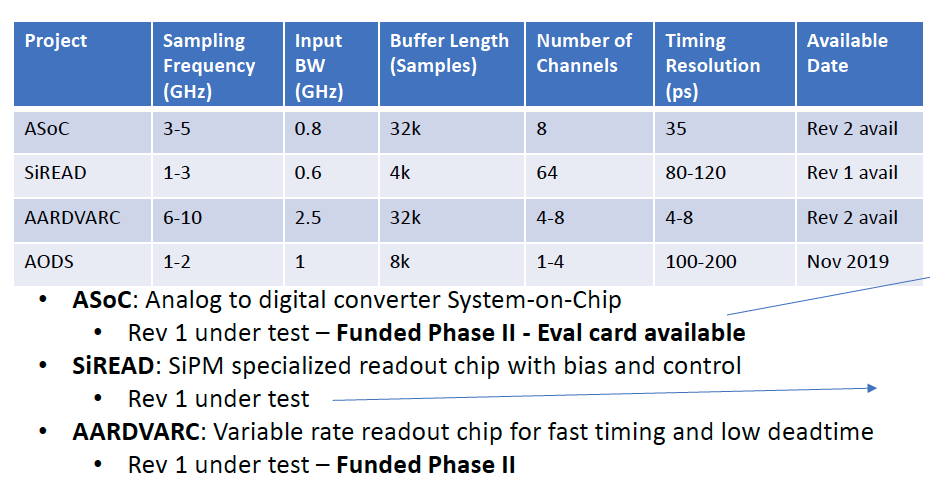 Project Sampling Frequency (GHz) Input BW (GHz) Buffer Length (Samples) Number of Channels Timing Resolution (ps) Available Date
ASoC 3-5 0.8 32k 8 35 Rev 2 avail
SiREAD 1-3 0.6 4k 64 80-120 Rev 1 avail
AARDVARC 6-10 2.5 32k 4-8 4-8 Rev 2 avail
AODS 1-2 1 8k 1-4 100-200 Nov 2019
• ASoC: Analog to digital converter System-on-Chip
• Rev 1 under test – Funded Phase II - Eval card available
• SiREAD: SiPM specialized readout chip with bias and control
• Rev 1 under test
• AARDVARC: Variable rate readout chip for fast timing and low deadtime
• Rev 1 under test – Funded Phase II